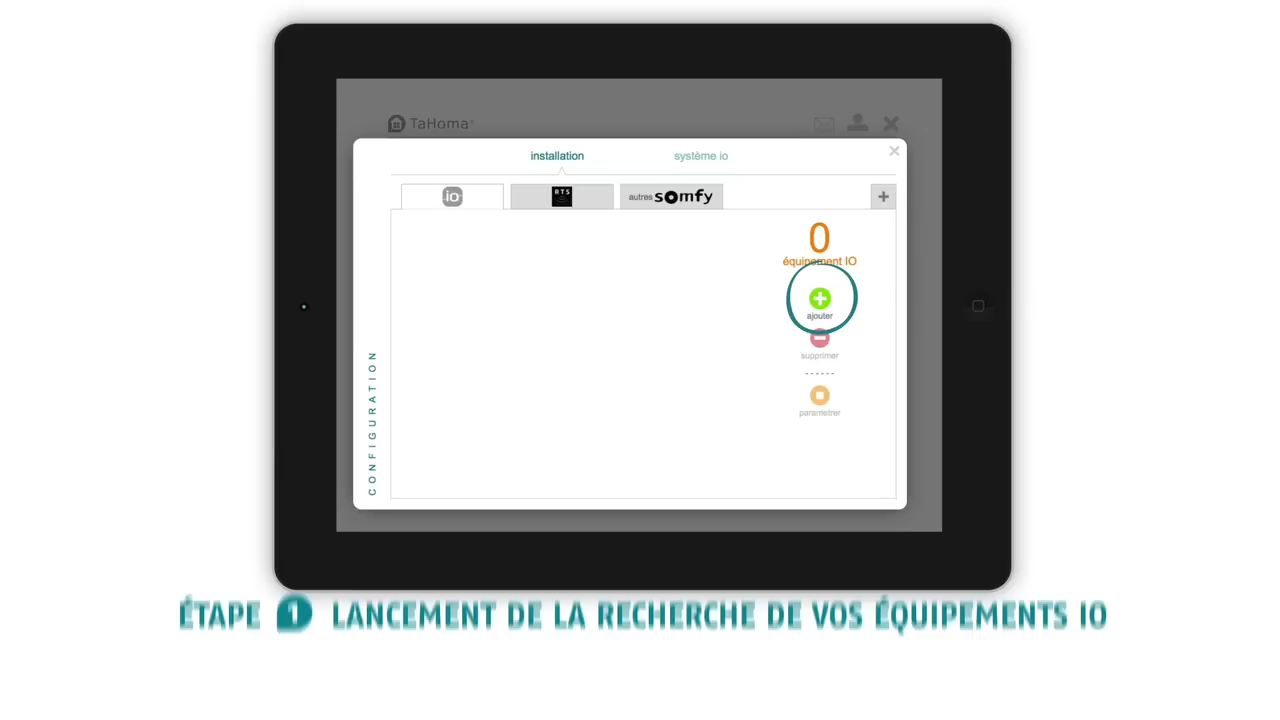 TaHoma
installation
système io
io
RTS
autres somfy
0
équipement IO
ajouter
supprimer
parametrer
CONFIGURATION
ÉTAPE 1 LANCEMENT DE LA RECHERCHE DE VOS ÉQUIPEMENTS IO